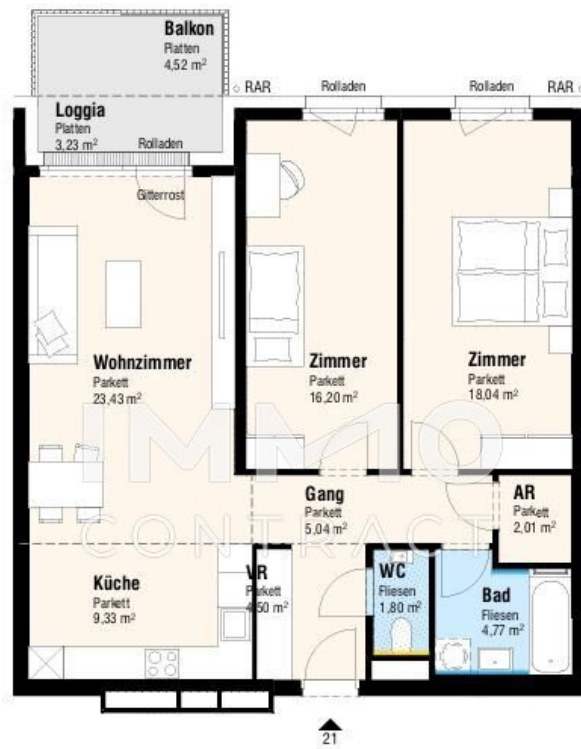 Balkon
Platten
4,52 m²
RAR
Rolladen
Rolladen
RAR
Loggia
Platten
3,23 m²
Rolladen
Gitterrost
Wohnzimmer
Parkett
23,43 m²
Zimmer
Parkett
16,20 m²
Zimmer
Parkett
18,04 m²
IMMO
CONTRACT
Gang
Parkett
5,04 m²
AR
Parkett
2,01 m²
Küche
Parkett
9,33 m²
VR
Parkett
4,50 m²
WC
Fliesen
1,80 m²
Bad
Fliesen
4,77 m²
21